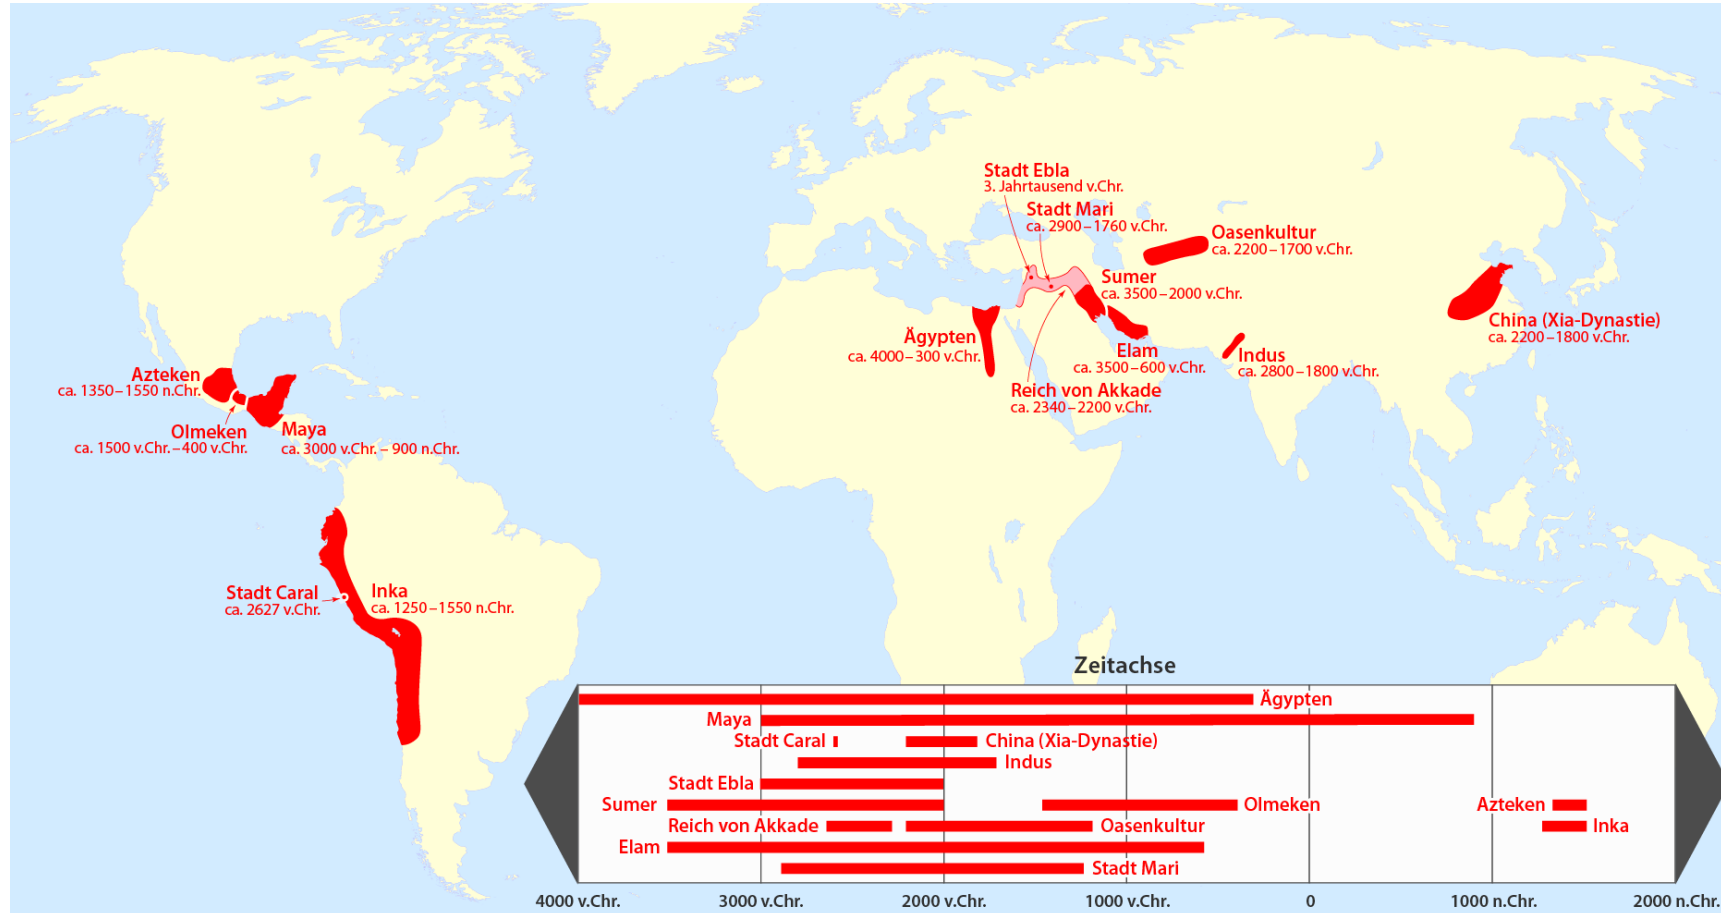 Stadt Ebla
3. Jahrtausend v.Chr.
Stadt Mari
ca. 2900–1760 v.Chr.
Oasenkultur
ca. 2200–1700 v.Chr.
Sumer
ca. 3500–2000 v.Chr.
China (Xia-Dynastie)
ca. 2200–1800 v.Chr.
Ägypten
ca. 4000–300 v.Chr.
Elam
ca. 3500–600 v.Chr.
Indus
ca. 2800–1800 v.Chr.
Reich von Akkade
ca. 2340–2200 v.Chr.
Azteken
ca. 1350–1550 n.Chr.
Olmeken
ca. 1500 v.Chr.–400 v.Chr.
Maya
ca. 3000 v.Chr.– 900 n.Chr.
Stadt Caral
ca. 2627 v.Chr.
Inka
ca. 1250–1550 n.Chr.
Zeitachse
Ägypten
Maya
Stadt Caral
China (Xia-Dynastie)
Indus
Stadt Ebla
Sumer
Olmeken
Azteken
Reich von Akkade
Oasenkultur
Inka
Elam
Stadt Mari
4000 v.Chr.
3000 v.Chr.
2000 v.Chr.
1000 v.Chr.
0
1000 n.Chr.
2000 n.Chr.